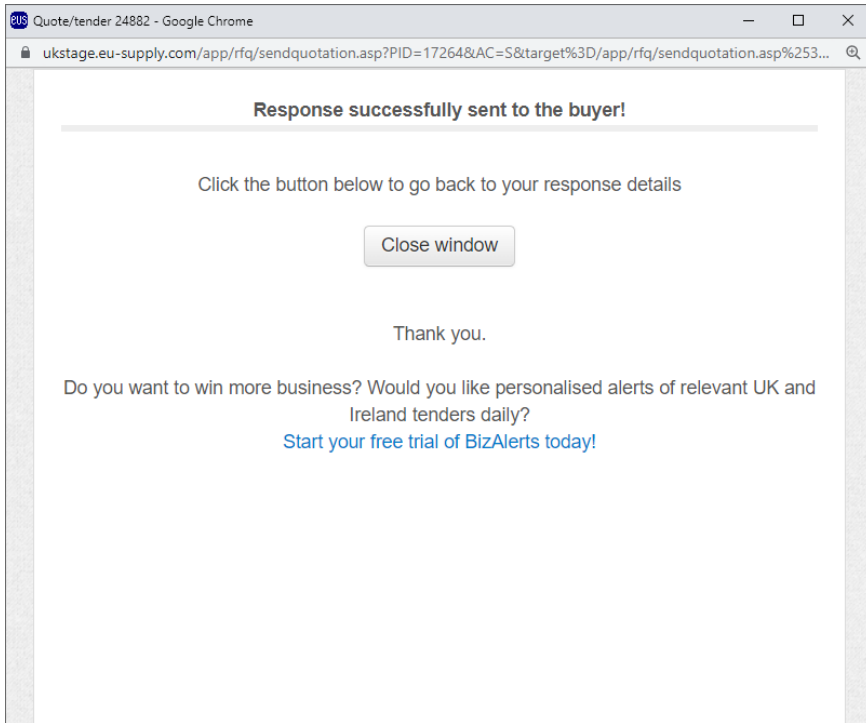 eus Quote/tender 24882 - Google Chrome
ukstage.eu-supply.com/app/rfq/sendquotation.asp?PID=17264&AC=S&target%3D/app/rfq/sendquotation.asp%253...
Response successfully sent to the buyer!
Click the button below to go back to your response details
Close window
Thank you.
Do you want to win more business? Would you like personalised alerts of relevant UK and
Ireland tenders daily?
Start your free trial of BizAlerts today!